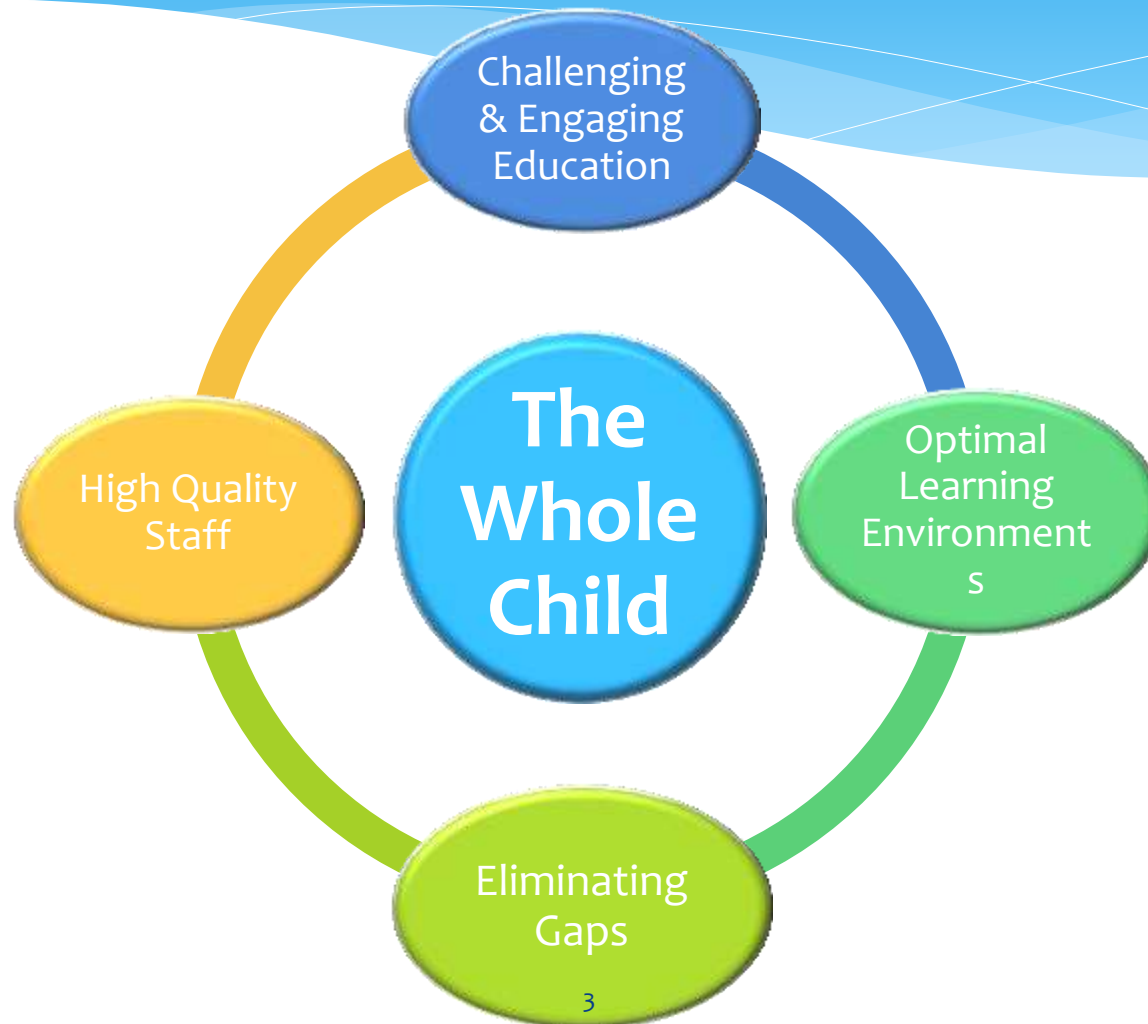 Challenging
& Engaging
Education
High Quality
Staff
The
Whole
Child
Optimal
Learning
Environment
s
Eliminating
Gaps
3